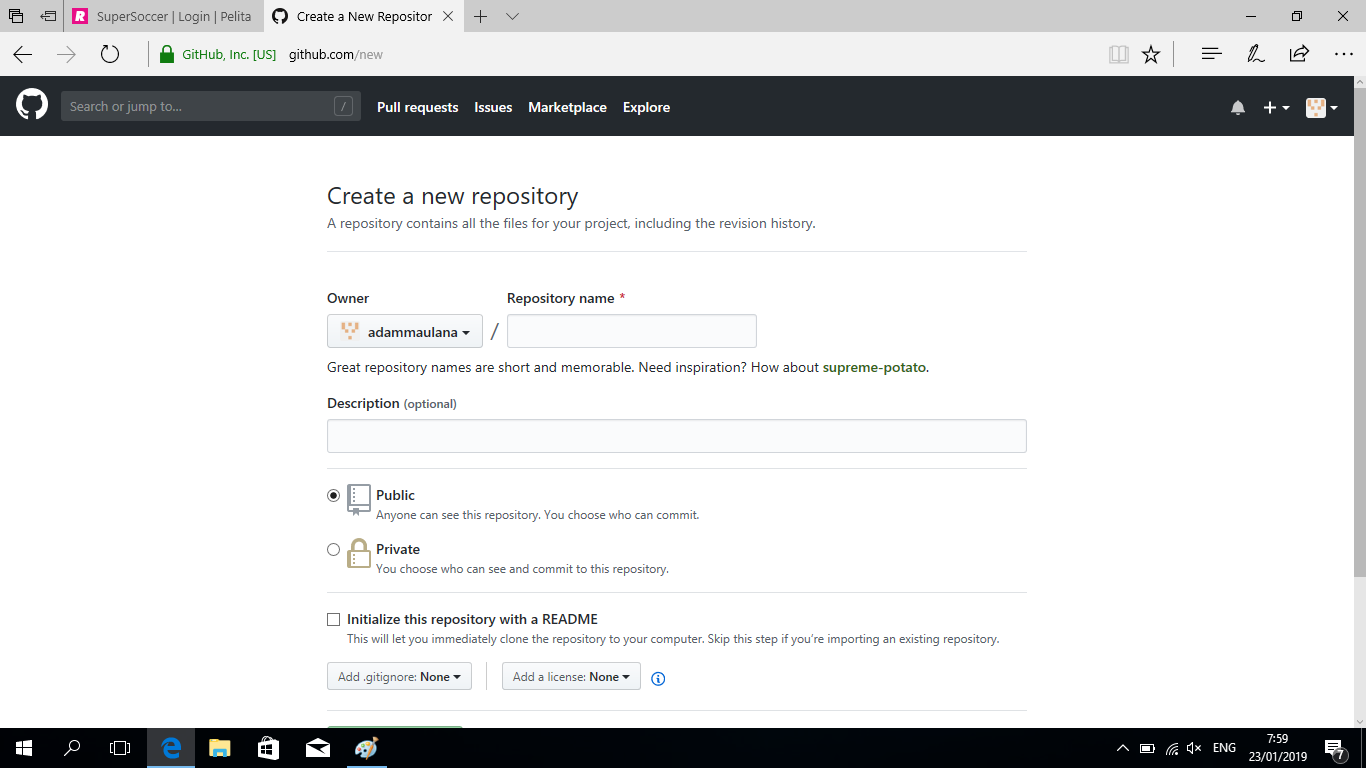 SuperSoccer | Login | Pelita
Create a New Repositor
GitHub, Inc. [US] github.com/new
Search or jump to... /
Pull requests Issues Marketplace Explore
Create a new repository
A repository contains all the files for your project, including the revision history.
Owner Repository name *
adammaulana /
Great repository names are short and memorable. Need inspiration? How about supreme-potato.
Description (optional)
Public
Anyone can see this repository. You choose who can commit.
Private
You choose who can see and commit to this repository.
Initialize this repository with a README
This will let you immediately clone the repository to your computer. Skip this step if you’re importing an existing repository.
Add .gitignore: None Add a license: None
ENG 7:59
23/01/2019
7